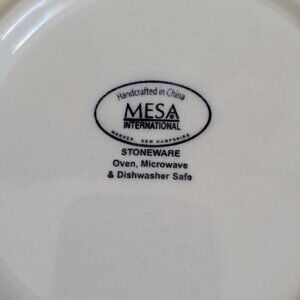 Handcrafted in China
MESA
INTERNATIONAL
WARNER, NEW HAMPSHIRE
STONEWARE
Oven, Microwave
& Dishwasher Safe